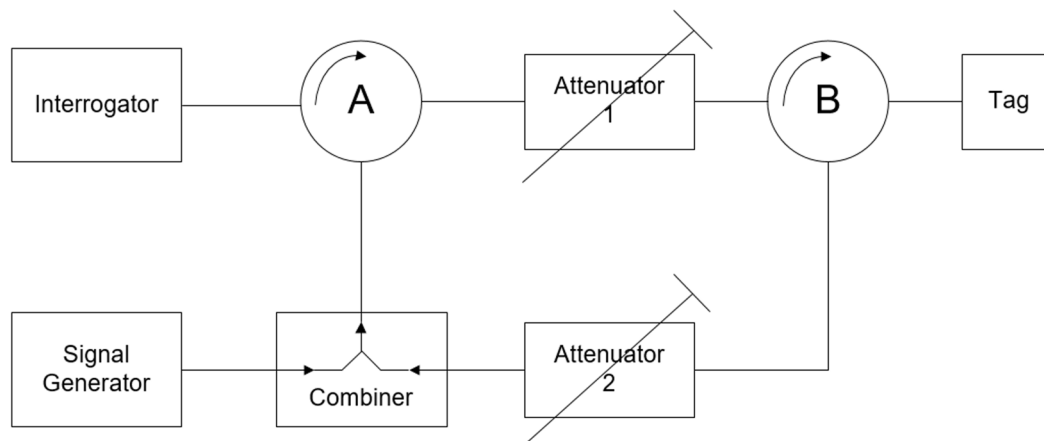 Interrogator
A
Attenuator
1
B
Tag
Signal
Generator
Combiner
Attenuator
2